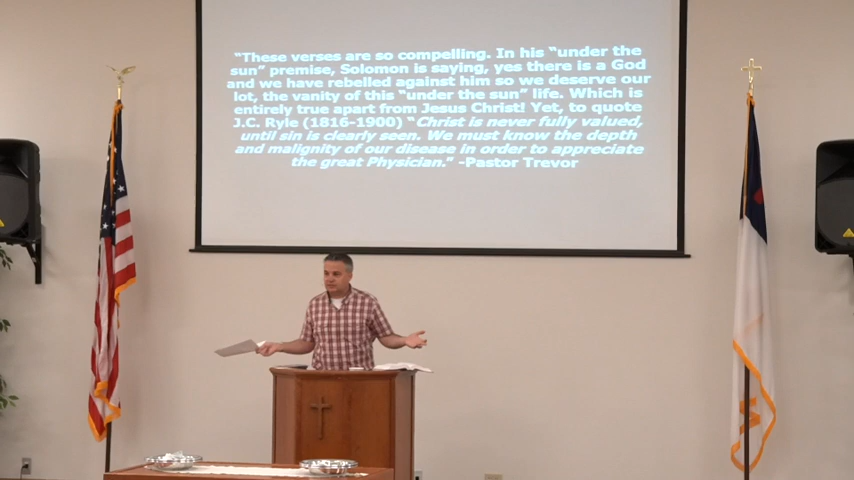 “These verses are so compelling. In his “under the
sun” premise, Solomon is saying, yes there is a God
and we have rebelled against him so we deserve our
lot, the vanity of this “under the sun” life. Which is
entirely true apart from Jesus Christ! Yet, to quote
J.C. Ryle (1816-1900) “Christ is never fully valued,
until sin is clearly seen. We must know the depth
and malignity of our disease in order to appreciate
the great Physician.” -Pastor Trevor